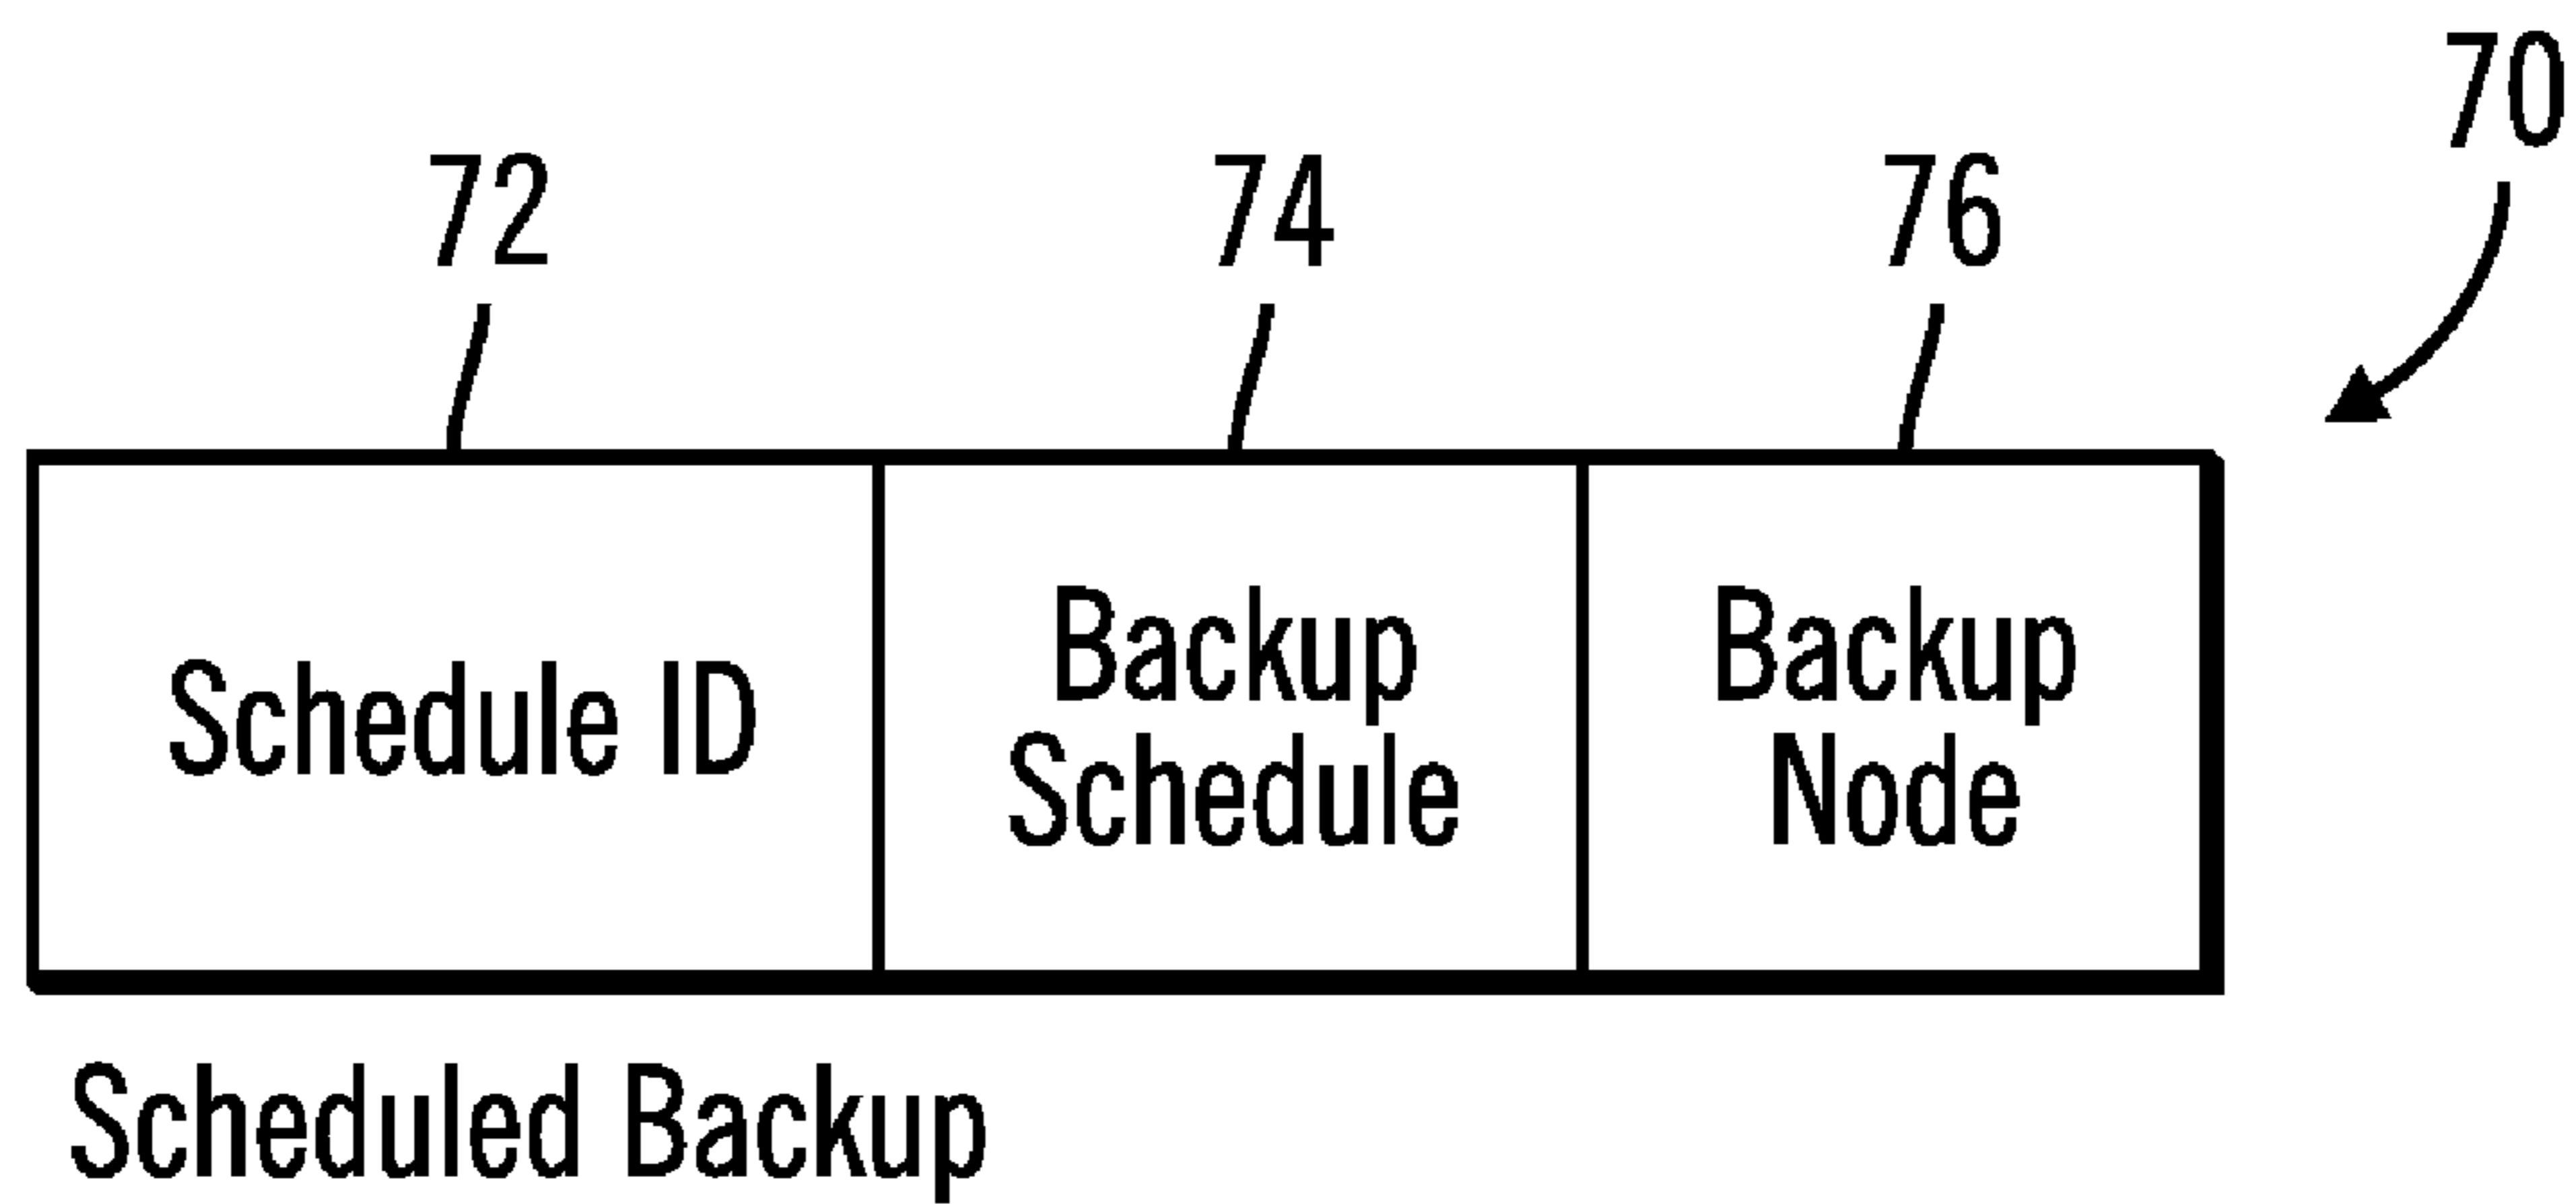 70
72
74
76
Schedule ID
Backup
Schedule
Backup
Node
Scheduled Backup